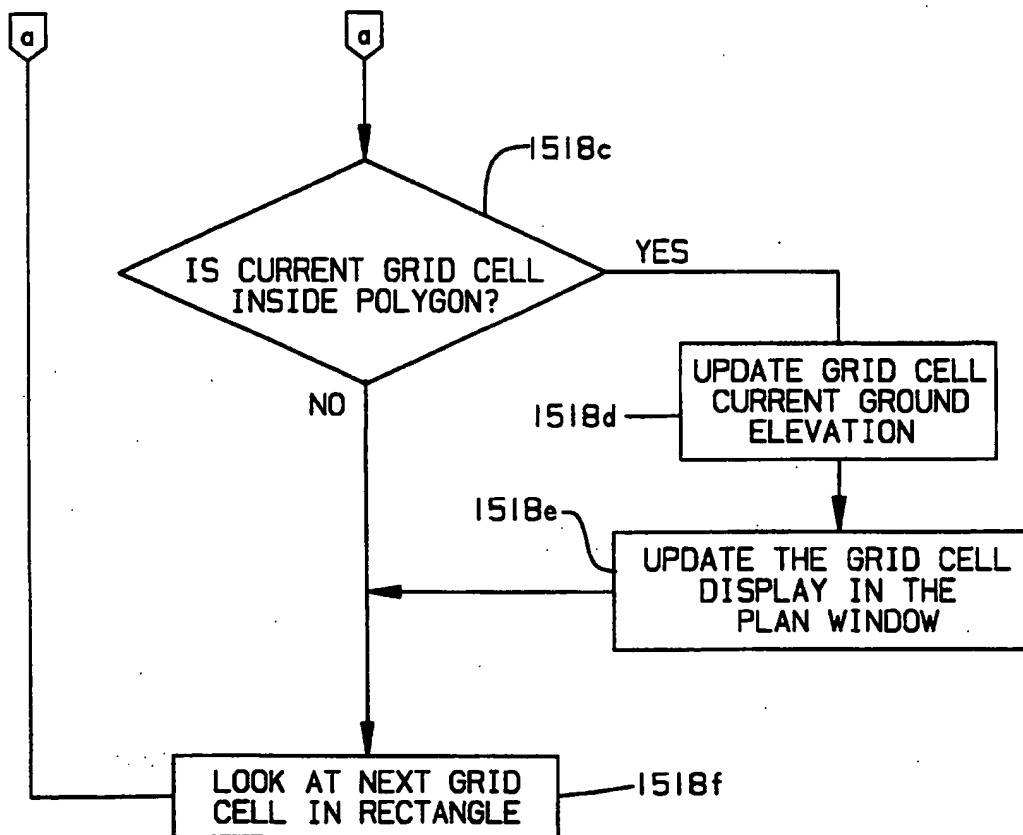 a
a
1518c
IS CURRENT GRID CELL
INSIDE POLYGON?
YES
NO
UPDATE GRID CELL
CURRENT GROUND
ELEVATION
1518d
1518e
UPDATE THE GRID CELL
DISPLAY IN THE
PLAN WINDOW
LOOK AT NEXT GRID
CELL IN RECTANGLE
1518f